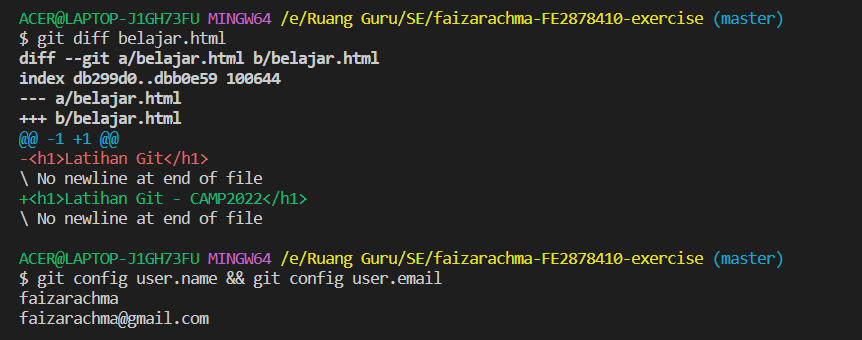 ACER@LAPTOP-J1GH73FU MINGW64 /e/Ruang Guru/SE/faizarachma-FE2878410-exercise (master)
$ git diff belajar.html
diff --git a/belajar.html b/belajar.html
index db299d0..dbb0e59 100644
--- a/belajar.html
+++ b/belajar.html
@@ -1 +1 @@
-<h1>Latihan Git</h1>
\ No newline at end of file
+<h1>Latihan Git - CAMP2022</h1>
\ No newline at end of file
ACER@LAPTOP-J1GH73FU MINGW64 /e/Ruang Guru/SE/faizarachma-FE2878410-exercise (master)
$ git config user.name && git config user.email
faizarachma
faizarachma@gmail.com